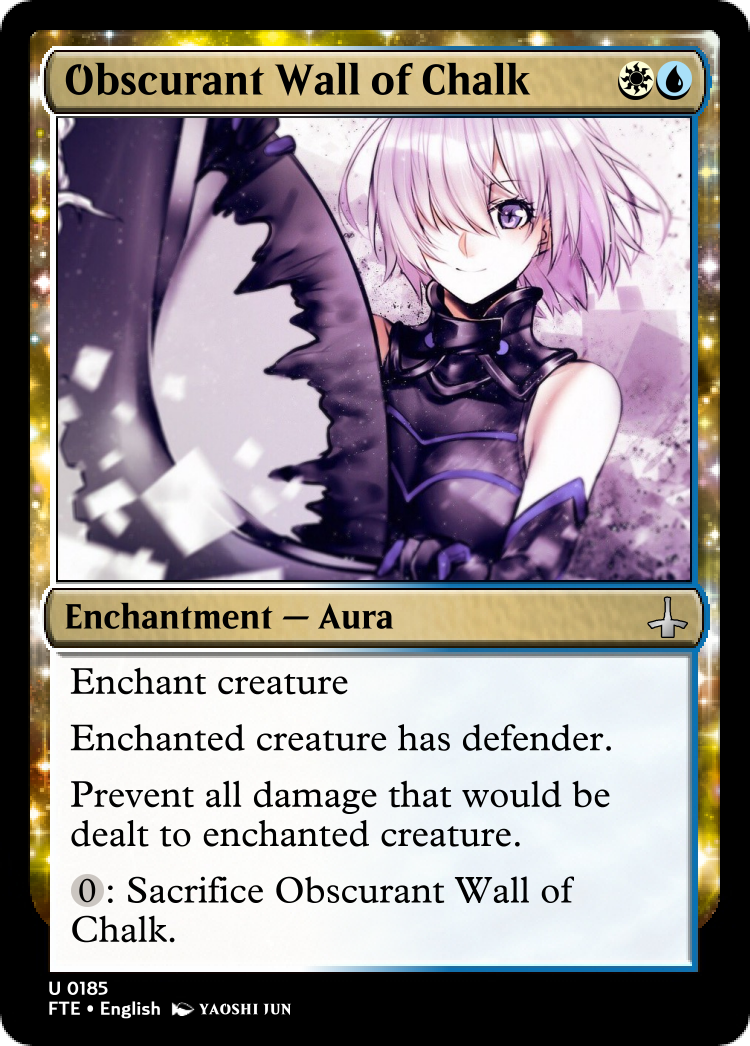 Obscurant Wall of Chalk
Enchantment — Aura
Enchant creature
Enchanted creature has defender.
Prevent all damage that would be
dealt to enchanted creature.
0: Sacrifice Obscurant Wall of
Chalk.
U 0185
FTE • English YAOSHI JUN